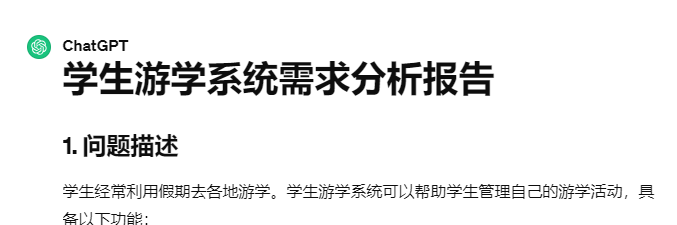 ChatGPT
学生游学系统需求分析报告
1. 问题描述
学生经常利用假期去各地游学。学生游学系统可以帮助学生管理自己的游学活动，具
备以下功能：